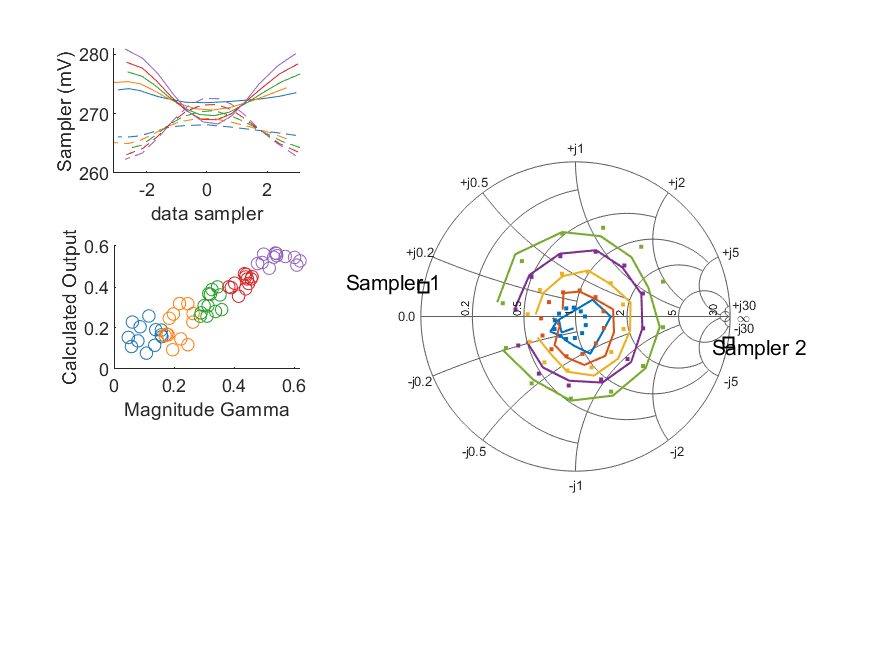 280
270
260
Sampler (mV)
-2 0 2
data sampler
0.6
0.4
0.2
0
Calculated Output
0 0.2 0.4 0.6
Magnitude Gamma
+j1
+j0.5
+j2
+j0.2
+j5
Sampler 1
+j30
0.0
0.2
0.5
1
2
5
30
∞
-j30
Sampler 2
-j0.2
-j5
-j0.5
-j2
-j1